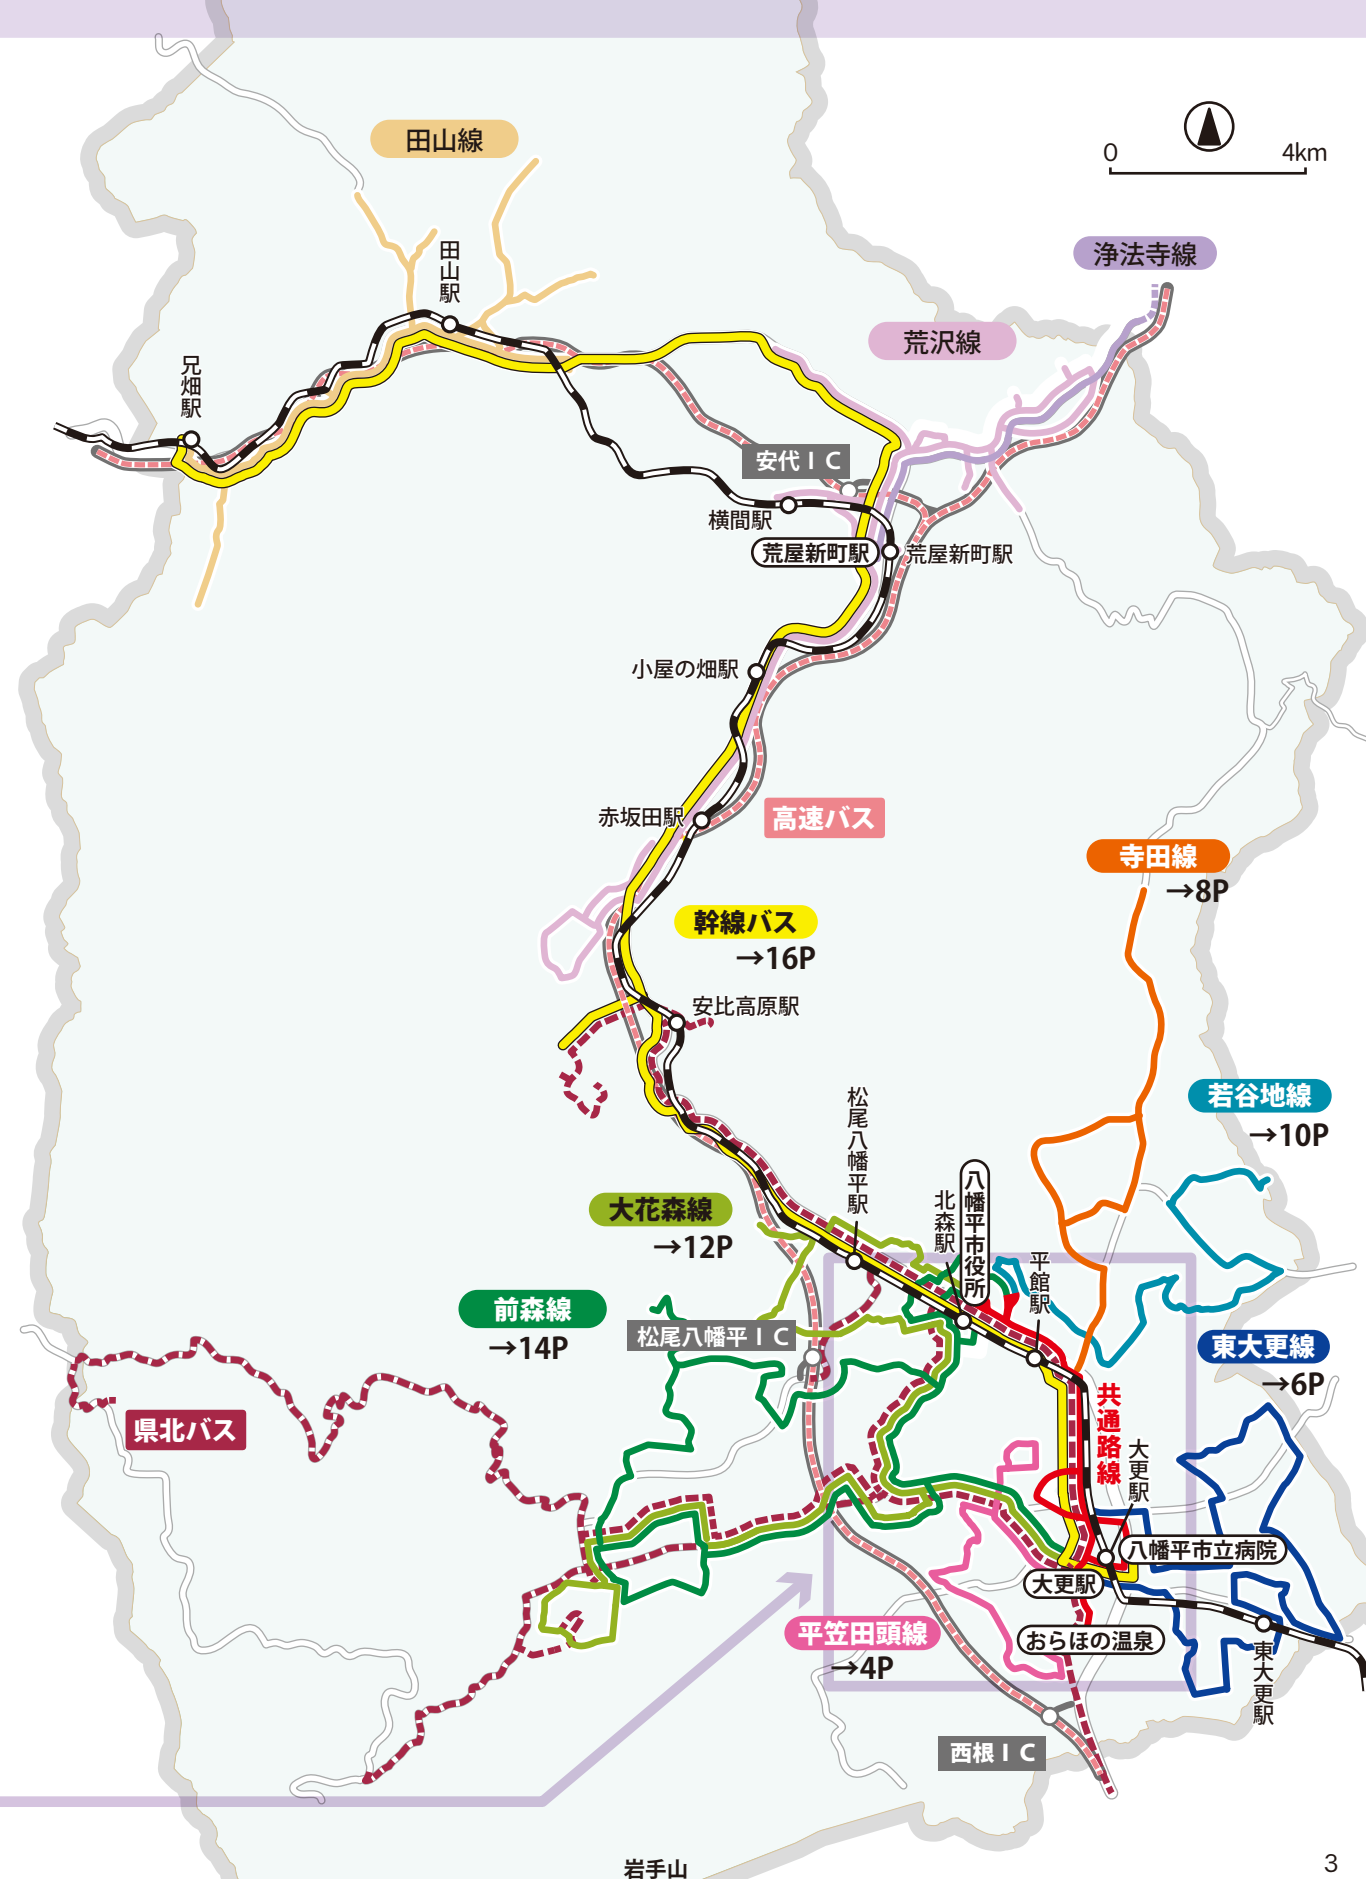 田山線
0 4km
田山駅
浄法寺線
荒沢線
兄畑駅
安代IC
横間駅
荒屋新町駅
荒屋新町駅
小屋の畑駅
赤坂田駅
高速バス
寺田線
→8P
幹線バス
→16P
安比高原駅
若谷地線
→10P
松尾八幡平駅
八幡平市役所
北森駅
平館駅
大花森線
→12P
前森線
→14P
松尾八幡平IC
東大更線
→6P
県北バス
共通路線
大更駅
八幡平市立病院
大更駅
平笠田頭線
→4P
おらほの温泉
東大更駅
西根IC
岩手山
3